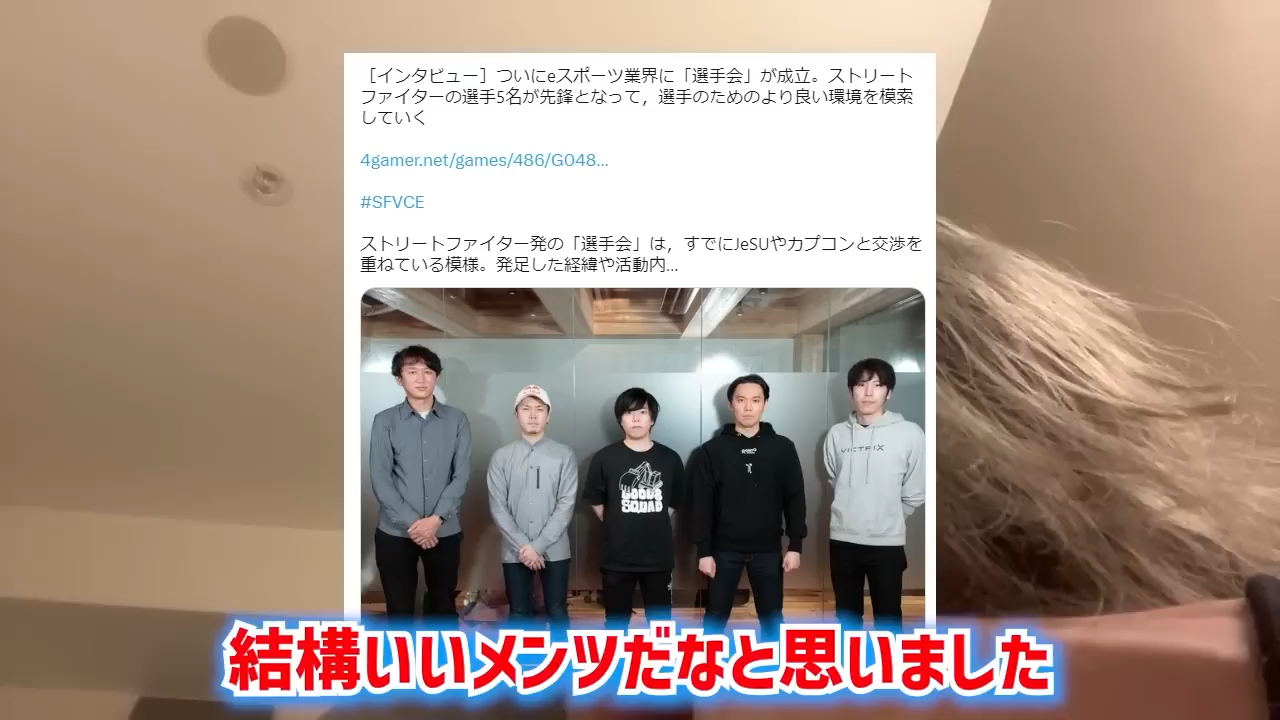 ［インタビュー］ついにeスポーツ業界に「選手会」が成立。ストリート
ファイターの選手5名が先鋒となって，選手のためのより良い環境を模索
していく
4gamer.net/games/486/G048…
#SFVCE
ストリートファイター発の「選手会」は，すでにJeSUやカプコンと交渉を
重ねている模様。発足した経緯や活動内…
VICTRIX
SQUAD
結構いいメンツだなと思いました